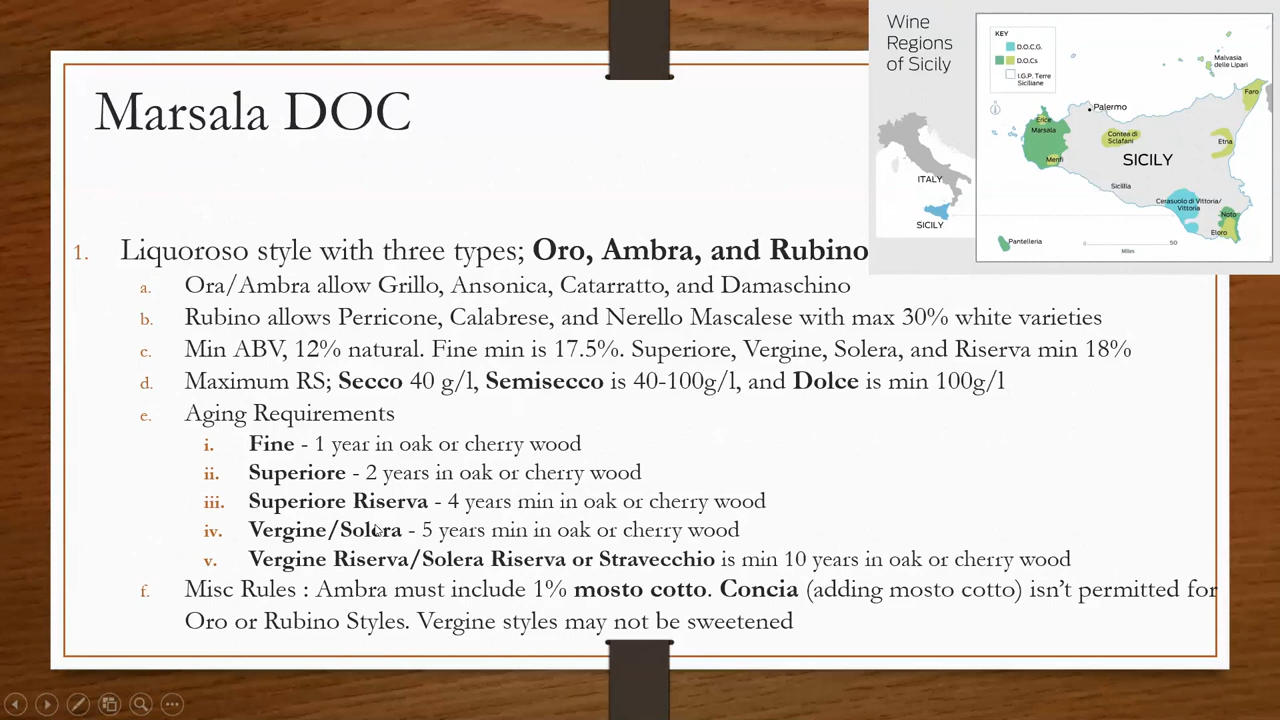 Marsala DOC
1. Liquoroso style with three types; Oro, Ambra, and Rubino
a. Ora/Ambra allow Grillo, Ansonica, Catarratto, and Damaschino
b. Rubino allows Perricone, Calabrese, and Nerello Mascalese with max 30% white varieties
c. Min ABV, 12% natural. Fine min is 17.5%. Superiore, Vergine, Solera, and Riserva min 18%
d. Maximum RS; Secco 40 g/l, Semisecco is 40-100g/l, and Dolce is min 100g/l
e. Aging Requirements
i. Fine - 1 year in oak or cherry wood
ii. Superiore - 2 years in oak or cherry wood
iii. Superiore Riserva - 4 years min in oak or cherry wood
iv. Vergine/Solera - 5 years min in oak or cherry wood
v. Vergine Riserva/Solera Riserva or Stravecchio is min 10 years in oak or cherry wood
f. Misc Rules : Ambra must include 1% mosto cotto. Concia (adding mosto cotto) isn't permitted for
Oro or Rubino Styles. Vergine styles may not be sweetened
Wine
Regions
of Sicily
ITALY
SICILY
KEY
D.O.C.G.
D.O.Cs
I.G.P. Terre
Siciliane
Malvasia
delle Lipari
Palermo
Faro
Erice
Marsala
Contea di
Sclafani
Etna
Menfi
SICILY
Sicilia
Cerasuolo di Vittoria/
Vittoria
Noto
Eloro
Pantelleria
0
50
Miles